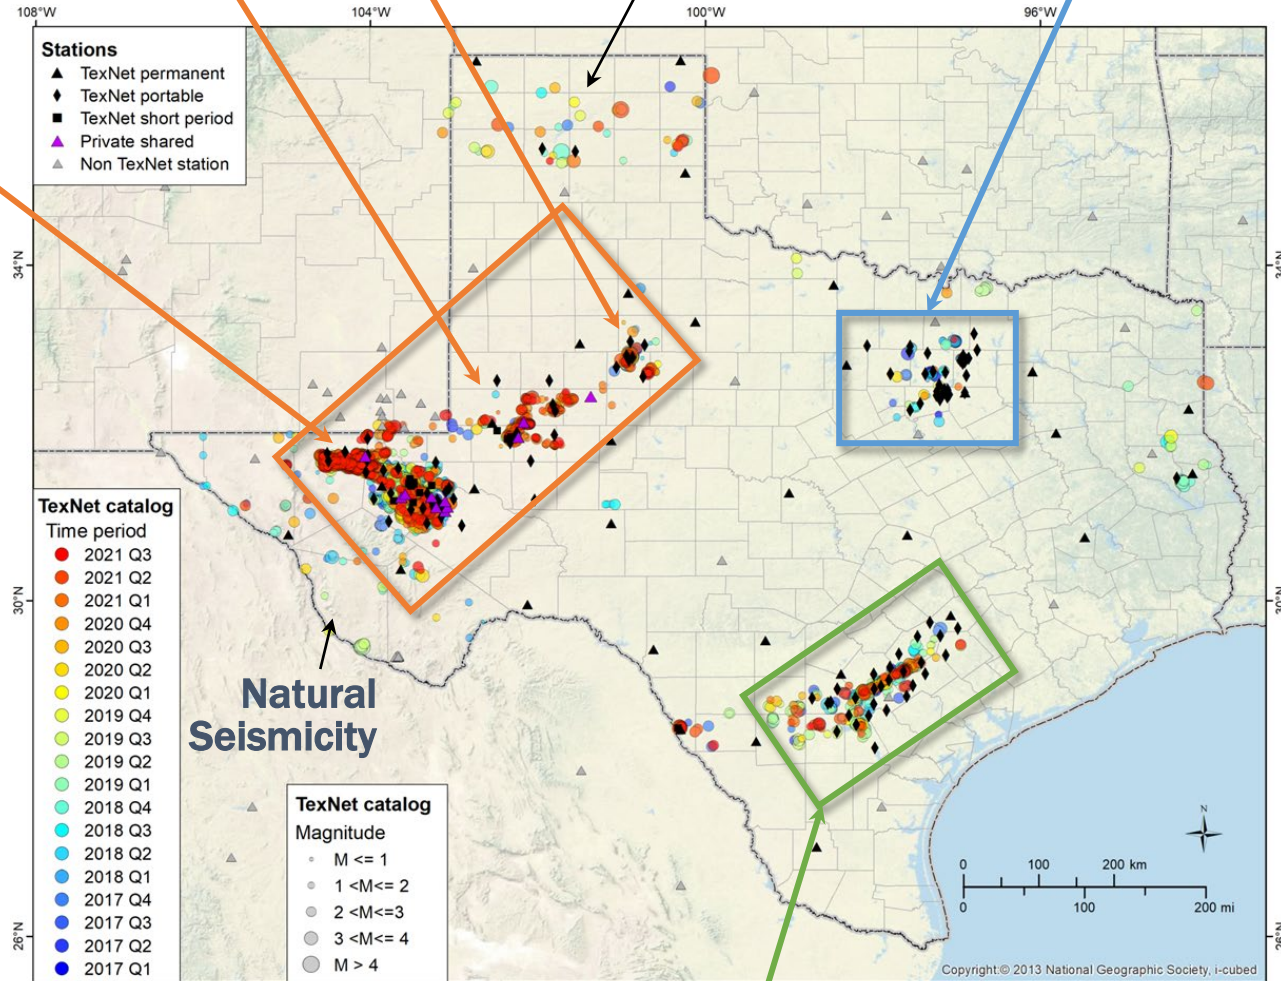 108°W
104°W
100°W
96°W
Stations
TexNet permanent
TexNet portable
TexNet short period
Private shared
Non TexNet station
34°N
34°N
TexNet catalog
Time period
2021 Q3
2021 Q2
2021 Q1
2020 Q4
2020 Q3
2020 Q2
2020 Q1
2019 Q4
2019 Q3
2019 Q2
2019 Q1
2018 Q4
2018 Q3
2018 Q2
2018 Q1
2017 Q4
2017 Q3
2017 Q2
2017 Q1
30°N
30°N
Natural
Seismicity
TexNet catalog
Magnitude
M <= 1
1 <M<= 2
2 <M<=3
3 <M<= 4
M > 4
N
0 100 200 km
0 100 200 mi
26°N
26°N
Copyright:© 2013 National Geographic Society, i-cubed